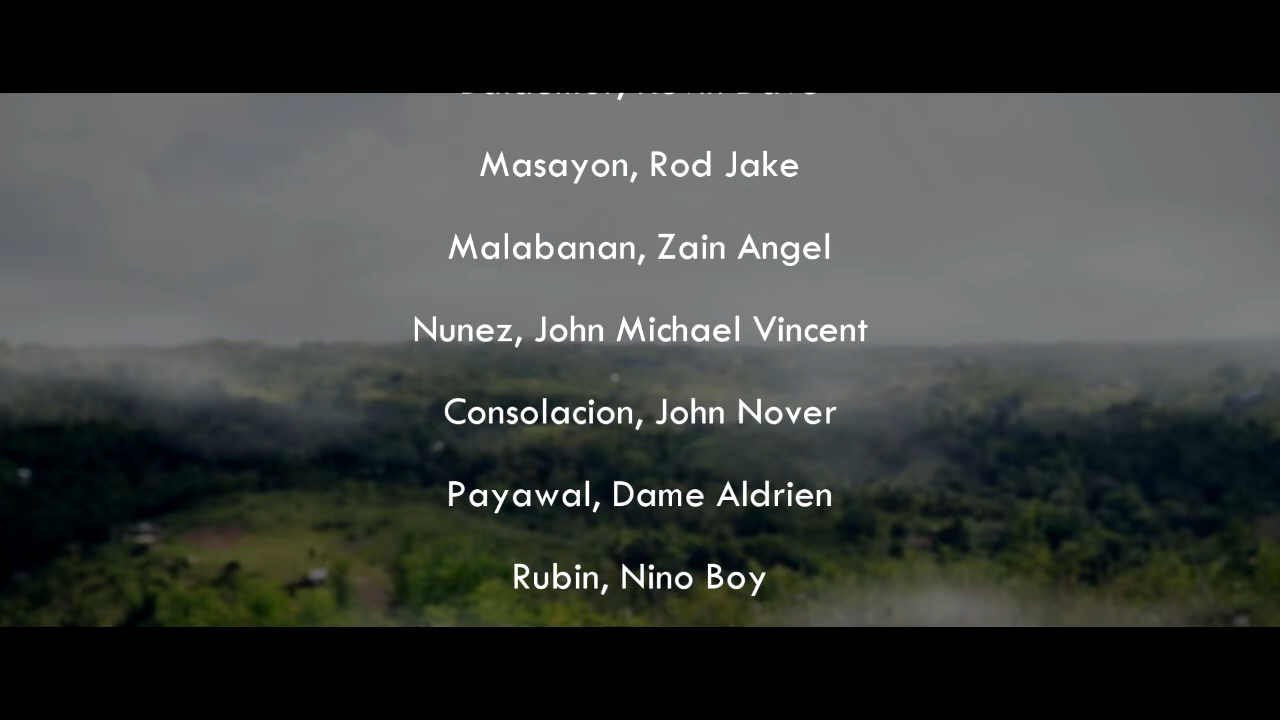 Masayon, Rod Jake
Malabanan, Zain Angel
Nunez, John Michael Vincent
Consolacion, John Nover
Payawal, Dame Aldrien
Rubin, Nino Boy